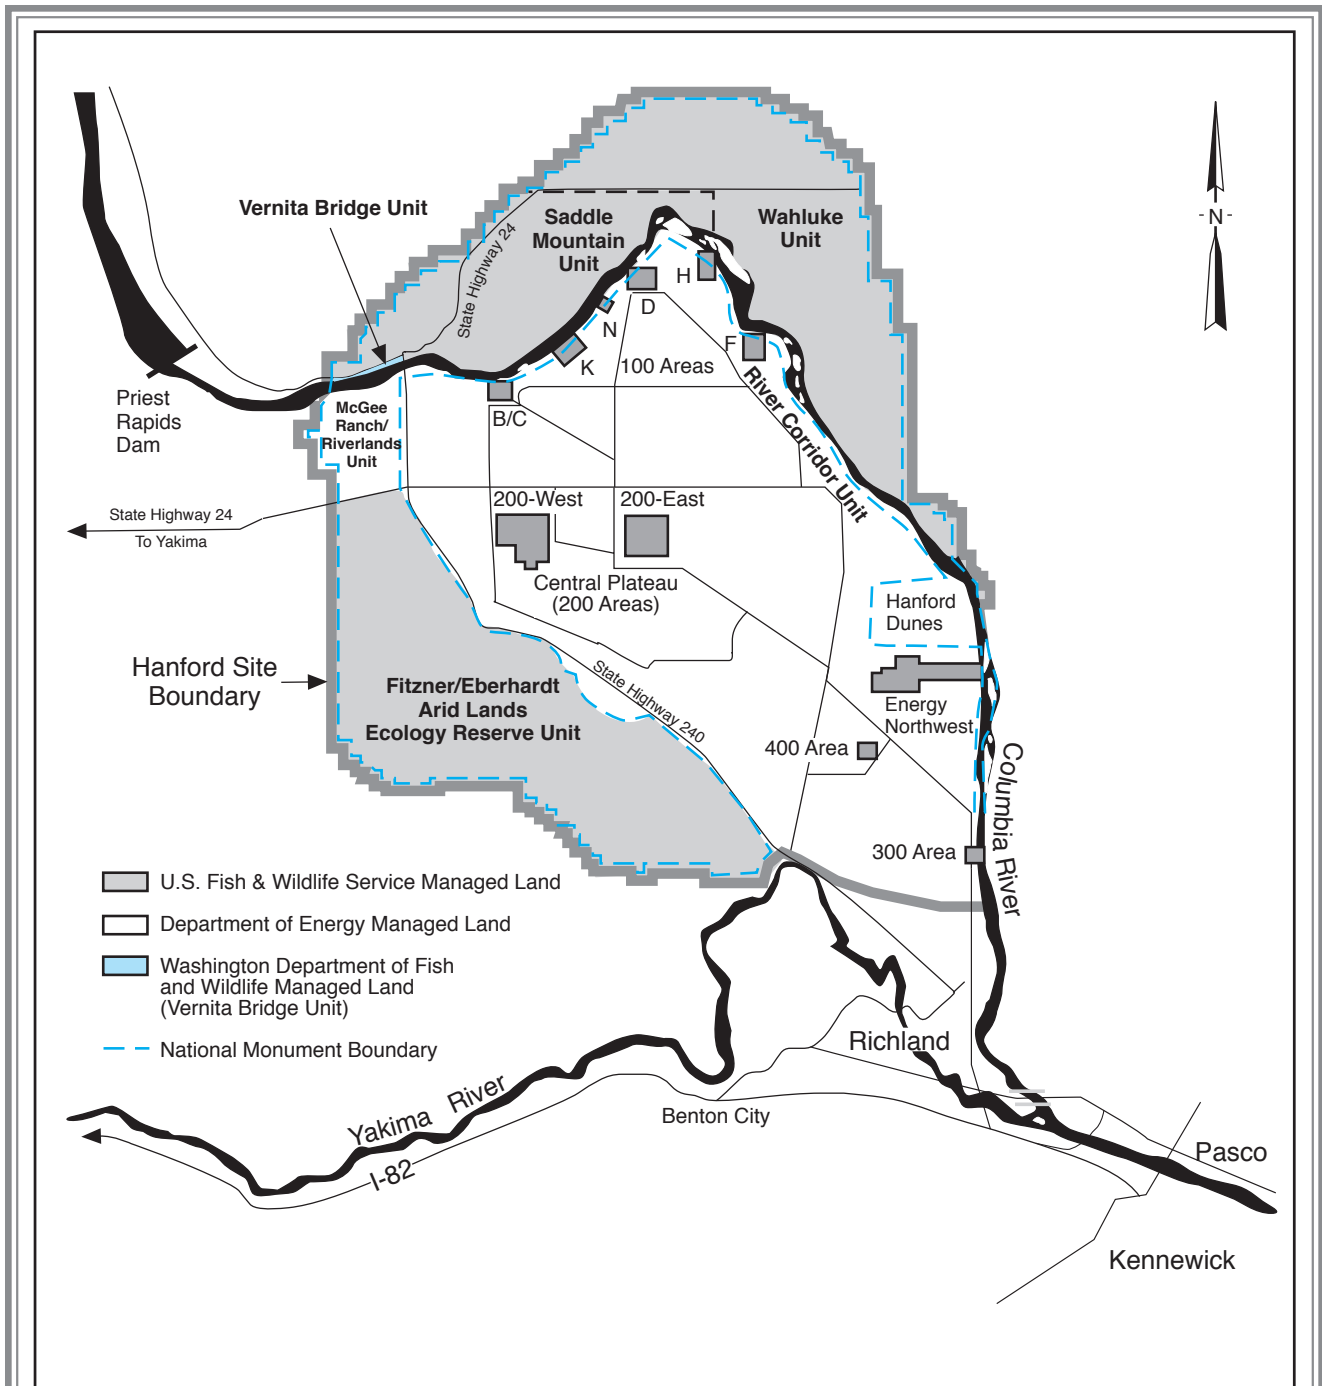 Vernita Bridge Unit
Saddle
Mountain
Unit
Wahluke
Unit
-N-
State Highway 24
H
D
N
F
K
100 Areas
Priest
Rapids
Dam
McGee
Ranch/
Riverlands
Unit
B/C
River Corridor Unit
State Highway 24
To Yakima
200-West
200-East
Central Plateau
(200 Areas)
Hanford
Dunes
Hanford Site
Boundary
Fitzner/Eberhardt
Arid Lands
Ecology Reserve Unit
State Highway 240
Energy
Northwest
400 Area
Columbia River
300 Area
U.S. Fish & Wildlife Service Managed Land
Department of Energy Managed Land
Washington Department of Fish
and Wildlife Managed Land
(Vernita Bridge Unit)
National Monument Boundary
Richland
Yakima River
Benton City
I-82
Pasco
Kennewick